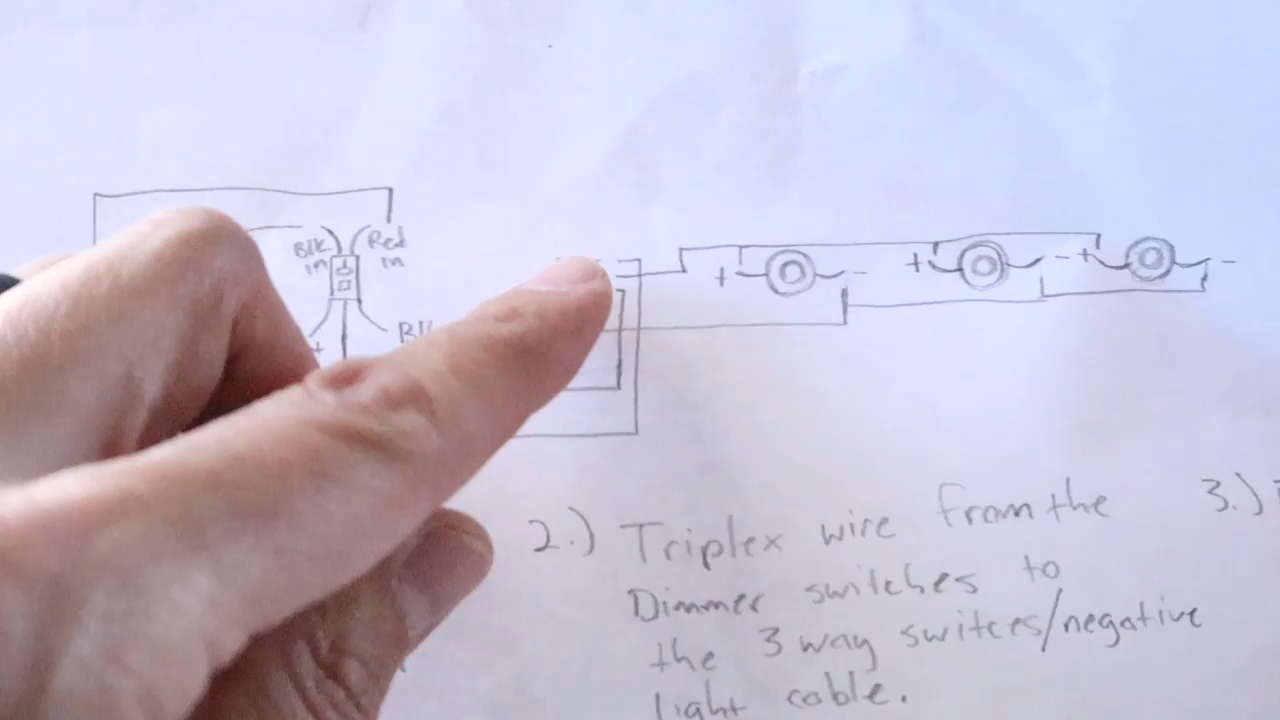 Blk Red
in in
+
+ -
+ -
+ -
2.) Triplex wire from the
Dimmer switches to
the 3 way switces/negative
light cable.
3.)